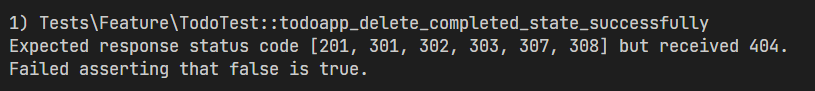 1) Tests\Feature\TodoTest::todoapp_delete_completed_state_successfully
Expected response status code [201, 301, 302, 303, 307, 308] but received 404.
Failed asserting that false is true.